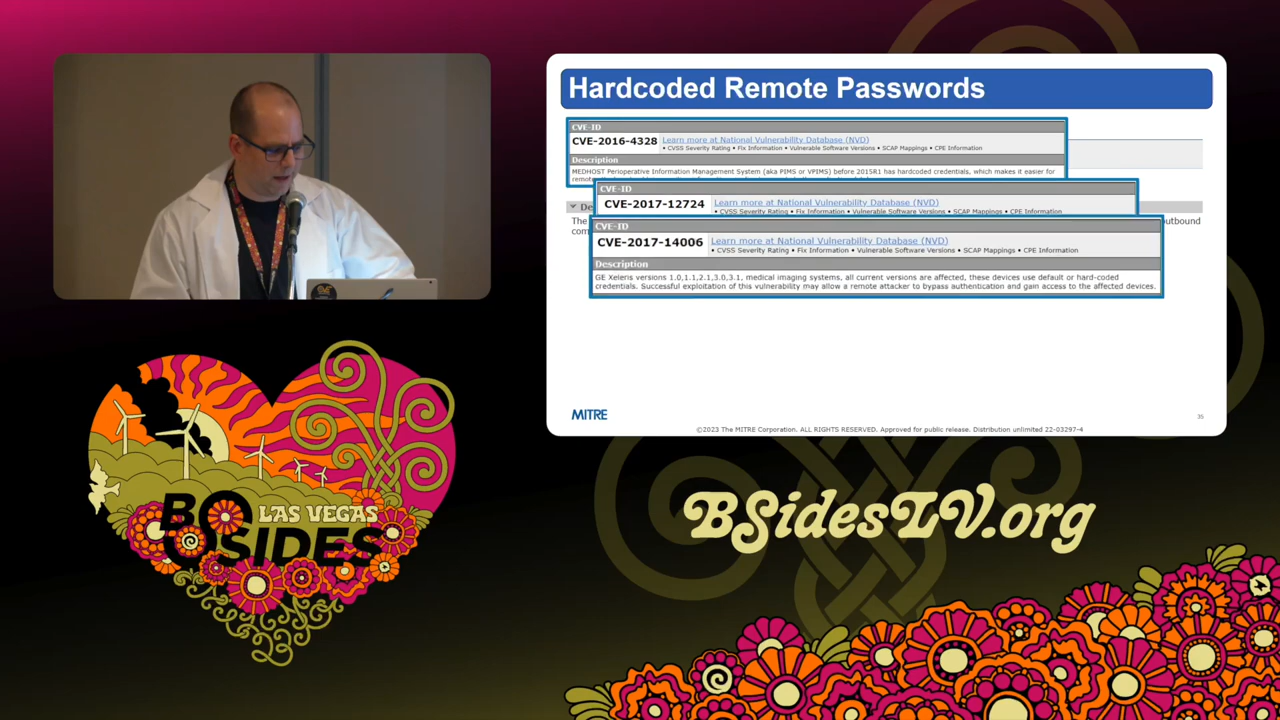 Hardcoded Remote Passwords
CVE-ID
CVE-2016-4328 Learn more at National Vulnerability Database (NVD)
• CVSS Severity Rating • Fix Information • Vulnerable Software Versions • SCAP Mappings • CPE Information
Description
MEDHOST Perioperative Information Management System (aka PIMS or VPIMS) before 2015R1 has hardcoded credentials, which makes it easier for
CVE-ID
CVE-2017-12724 Learn more at National Vulnerability Database (NVD)
• CVSS Severity Rating • Fix Information • Vulnerable Software Versions • SCAP Mappings • CPE Information
The
outbound
com
CVE-ID
CVE-2017-14006 Learn more at National Vulnerability Database (NVD)
• CVSS Severity Rating • Fix Information • Vulnerable Software Versions • SCAP Mappings • CPE Information
Description
GE Xelens versions 1.0,1.1,2.1,3.0,3.1, medical imaging systems, all current versions are affected, these devices use default or hard-coded
credentials. Successful exploitation of this vulnerability may allow a remote attacker to bypass authentication and gain access to the affected devices.
MITRE
35
©2023 The MITRE Corporation. ALL RIGHTS RESERVED. Approved for public release. Distribution unlimited 22-03297-4
BSIDES
LAS VEGAS
BSidesLV.org